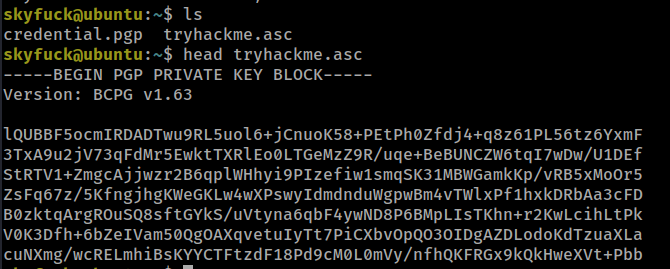 skyfuck@ubuntu:~$ ls
credential.pgp  tryhackme.asc
skyfuck@ubuntu:~$ head tryhackme.asc
-----BEGIN PGP PRIVATE KEY BLOCK-----
Version: BCPG v1.63

lQUBBF5ocmIRDADTwu9RL5uol6+jCnuoK58+PEtPh0Zfdj4+q8z61PL56tz6YxmF
3TxA9u2jV73qFdMr5EwktTXRlEo0LTGeMzZ9R/uqe+BeBUNCZW6tqI7wDw/U1DEf
StRTV1+ZmgcAjjwzr2B6qplWHhyi9PIzefiw1smqSK31MBWGamkKp/vRB5xMoOr5
ZsFq67z/5KfngjhgKWeGKLw4wXPswyIdmdnduWgpwBm4vTWlxPf1hxkDRbAa3cFD
B0zktqArgROuSQ8sftGYkS/uVtyna6qbF4ywND8P6BMpLIsTKhn+r2KwLcihLtPk
V0K3Dfh+6bZeIVam50QgOAXqvetuIyTt7PiCXbvOpQO3OIDgAZDLodoKdTzuaXLa
cuNXmg/wcRELmhiBsKYYCTFtzdF18Pd9cM0L0mVy/nfhQKFRGx9kQkHweXVt+Pbb